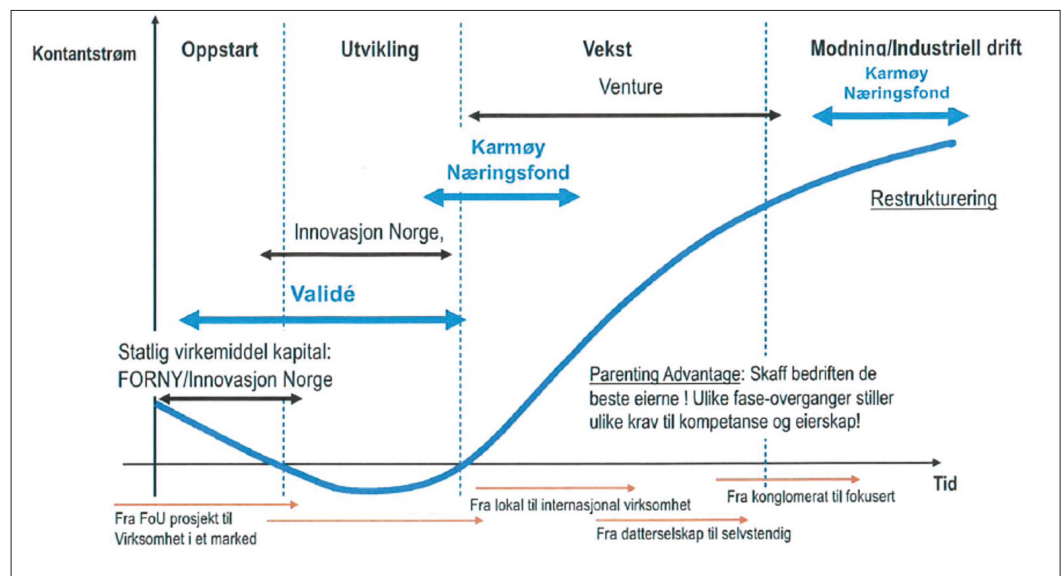 Kontantstrøm
Oppstart
Utvikling
Vekst
Modning/Industriell drift
Venture
Karmøy
Næringsfond
Karmøy
Næringsfond
Restrukturering
Innovasjon Norge,
Validé
Statlig virkemiddel kapital:
FORNY/Innovasjon Norge
Parenting Advantage: Skaff bedriften de
beste eierne ! Ulike fase-overganger stiller
ulike krav til kompetanse og eierskap!
Tid
Fra FoU prosjekt til
Virksomhet i et marked
Fra lokal til internasjonal virksomhet
Fra datterselskap til selvstendig
Fra konglomerat til fokusert